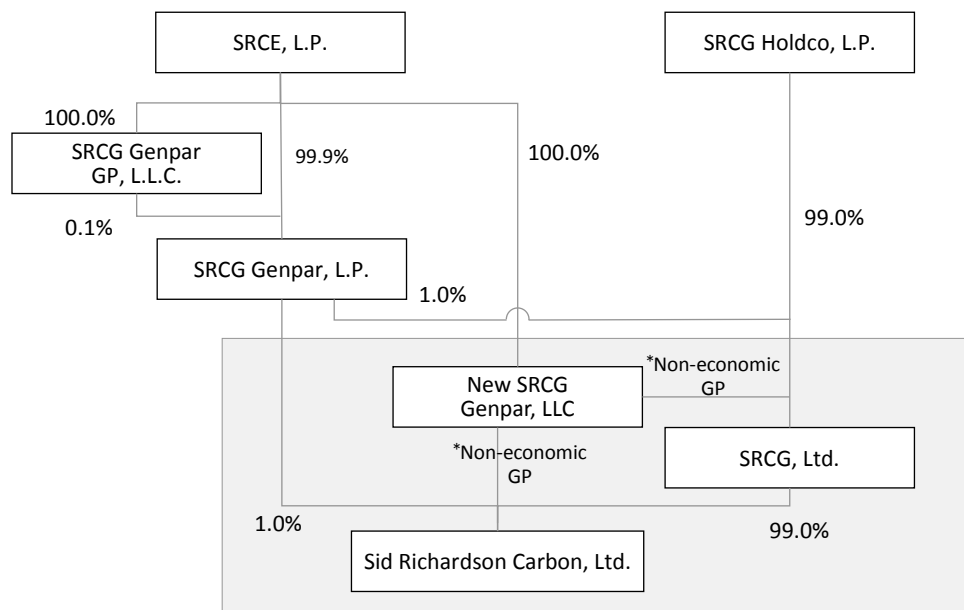 SRCE, L.P.
SRCG Holdco, L.P.
100.0%
SRCG Genpar
GP, L.L.C.
99.9%
100.0%
0.1%
99.0%
SRCG Genpar, L.P.
1.0%
*Non-economic
GP
New SRCG
Genpar, LLC
*Non-economic
GP
SRCG, Ltd.
1.0%
99.0%
Sid Richardson Carbon, Ltd.